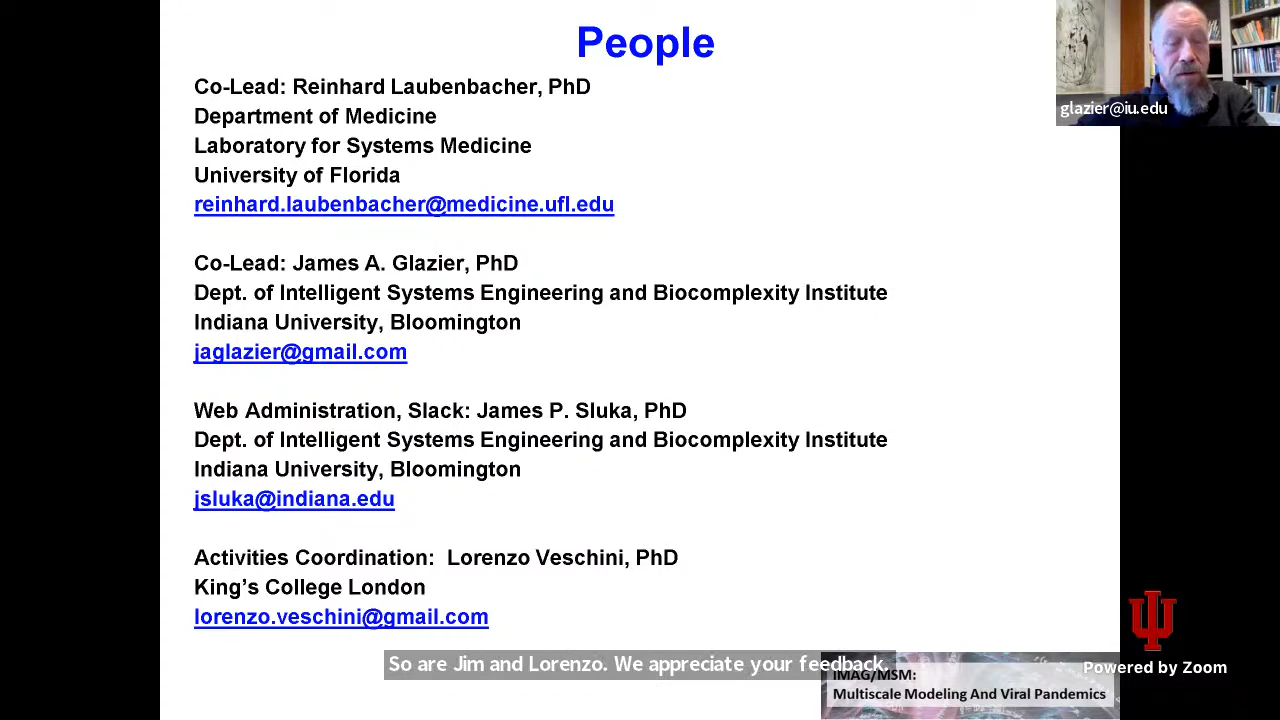 People
glazier@iu.edu
Co-Lead: Reinhard Laubenbacher, PhD
Department of Medicine
Laboratory for Systems Medicine
University of Florida
reinhard.laubenbacher@medicine.ufl.edu
Co-Lead: James A. Glazier, PhD
Dept. of Intelligent Systems Engineering and Biocomplexity Institute
Indiana University, Bloomington
jaglazier@gmail.com
Web Administration, Slack: James P. Sluka, PhD
Dept. of Intelligent Systems Engineering and Biocomplexity Institute
Indiana University, Bloomington
jsluka@indiana.edu
Activities Coordination:  Lorenzo Veschini, PhD
King's College London
lorenzo.veschini@gmail.com
So are Jim and Lorenzo. We appreciate your feedback.
IMAG/MSM:
Multiscale Modeling And Viral Pandemics
Powered by Zoom